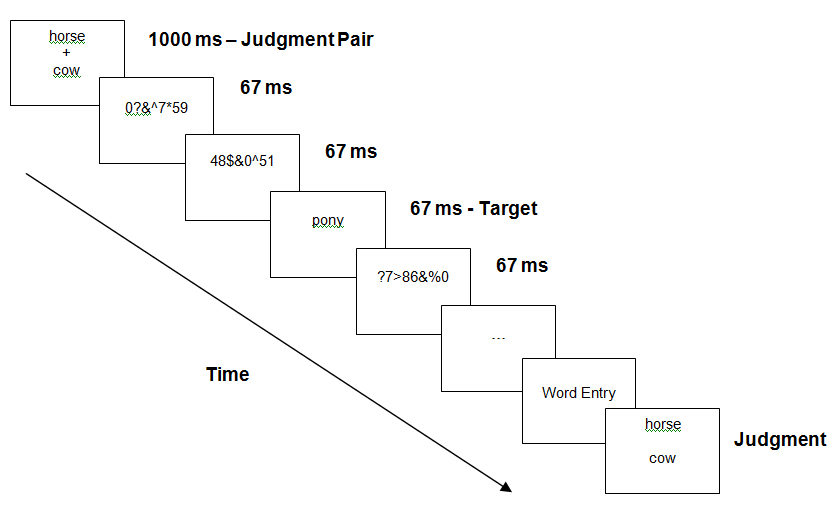 horse
+
cow
1000 ms – Judgment Pair
0?&^7*59
67 ms
48$&0^51
67 ms
pony
67 ms - Target
?7>86&%0
67 ms
...
Word Entry
horse
cow
Judgment
Time